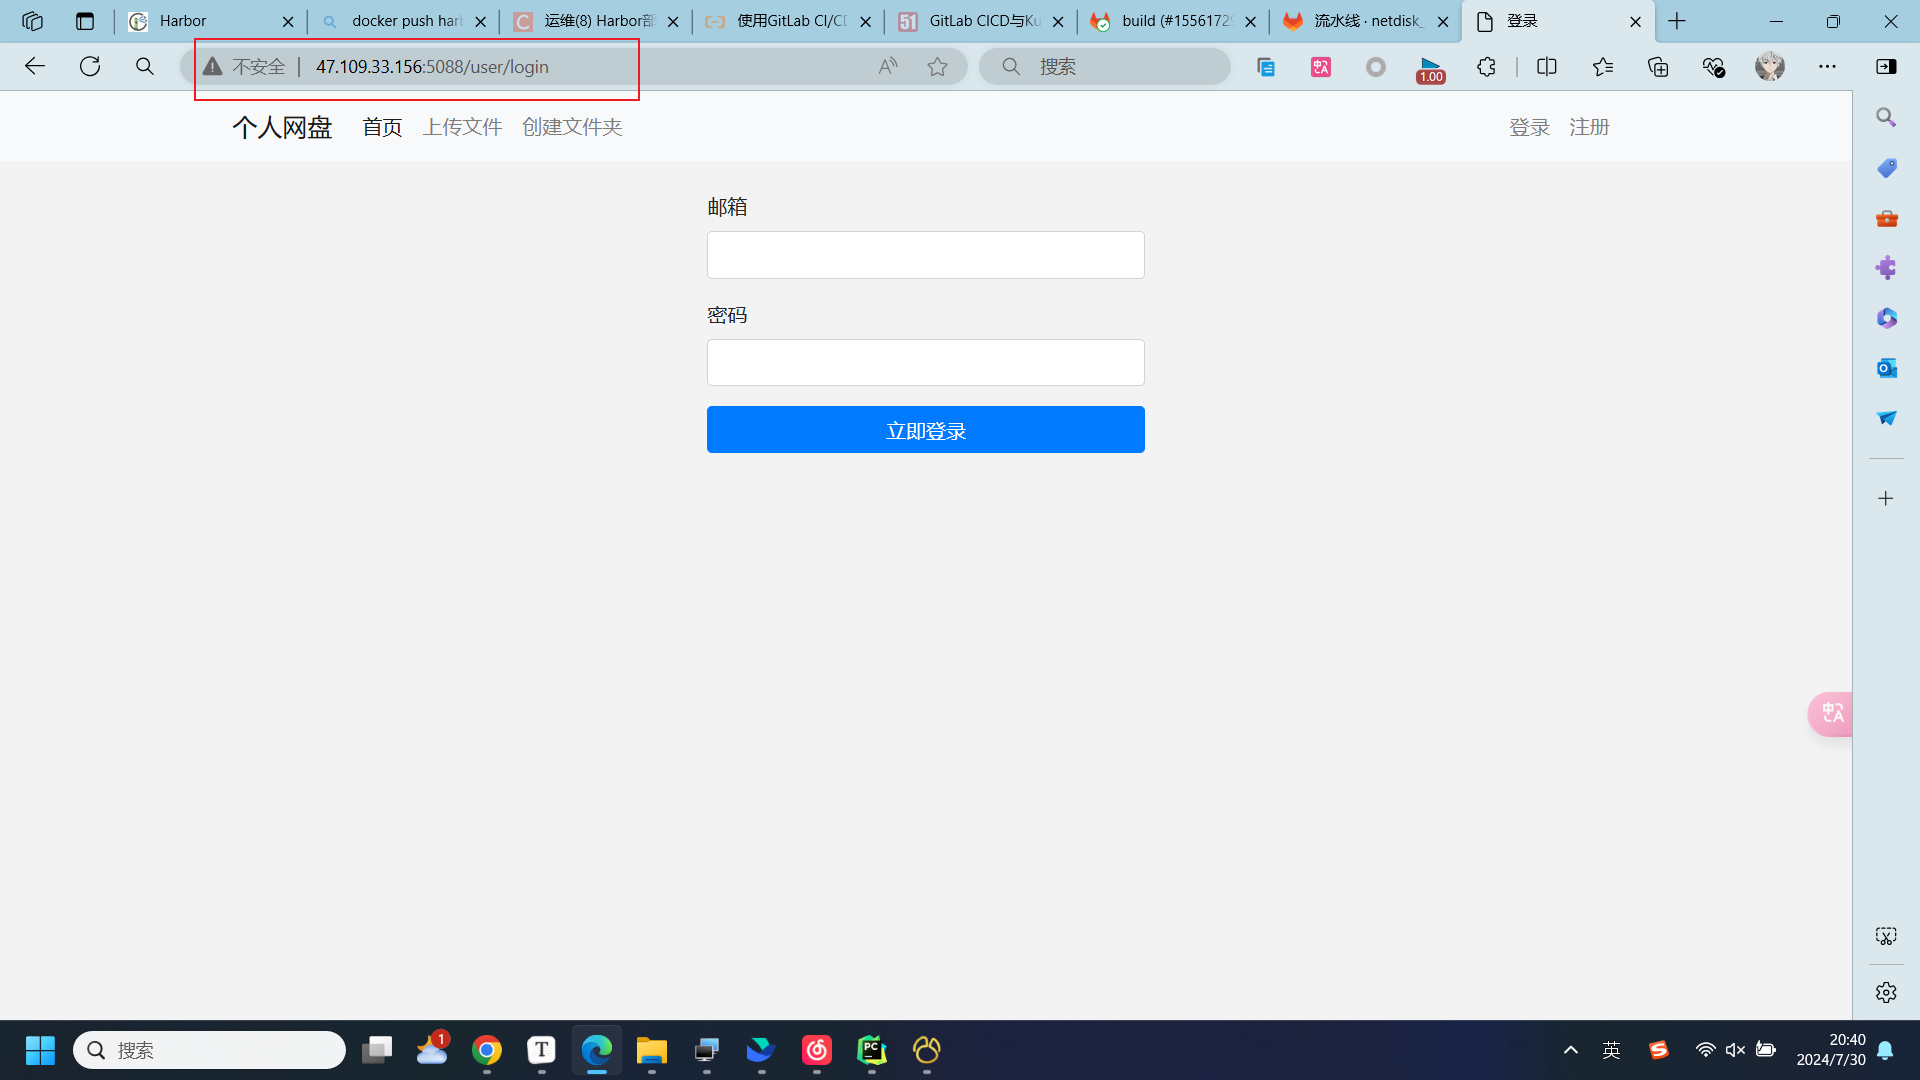 Harbor
docker push harl
运维(8) Harbor部
使用GitLab CI/CD
GitLab CICD与Ku
build (#15561729
流水线 · netdisk_
登录
不安全 47.109.33.156:5088/user/login
搜索
1.00
个人网盘 首页 上传文件 创建文件夹 登录 注册
邮箱
密码
立即登录
搜索
1
英
20:40
2024/7/30